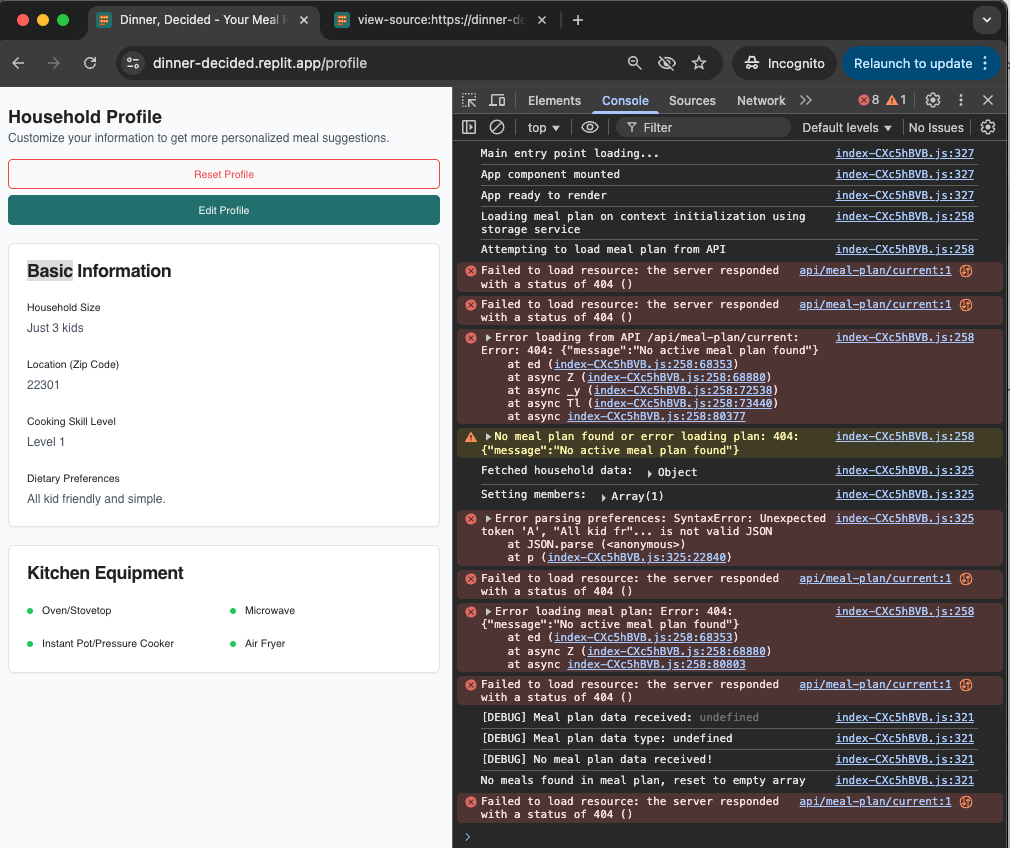 Dinner, Decided - Your Meal P
view-source:https://dinner-de
dinner-decided.replit.app/profile
Incognito
Relaunch to update
Household Profile
Customize your information to get more personalized meal suggestions.
Reset Profile
Edit Profile
Basic Information
Household Size
Just 3 kids
Location (Zip Code)
22301
Cooking Skill Level
Level 1
Dietary Preferences
All kid friendly and simple.
Kitchen Equipment
Oven/Stovetop
Microwave
Instant Pot/Pressure Cooker
Air Fryer
Elements Console Sources Network 8 1
top Filter Default levels No Issues
Main entry point loading... index-CXc5hBVB.js:327
App component mounted index-CXc5hBVB.js:327
App ready to render index-CXc5hBVB.js:327
Loading meal plan on context initialization using index-CXc5hBVB.js:258
storage service
Attempting to load meal plan from API index-CXc5hBVB.js:258
Failed to load resource: the server responded api/meal-plan/current:1
with a status of 404 ()
Failed to load resource: the server responded api/meal-plan/current:1
with a status of 404 ()
Error loading from API /api/meal-plan/current: index-CXc5hBVB.js:258
Error: 404: {"message":"No active meal plan found"}
at ed (index-CXc5hBVB.js:258:68353)
at async Z (index-CXc5hBVB.js:258:68880)
at async _y (index-CXc5hBVB.js:258:72538)
at async Tl (index-CXc5hBVB.js:258:73440)
at async index-CXc5hBVB.js:258:80377
No meal plan found or error loading plan: 404: index-CXc5hBVB.js:258
{"message":"No active meal plan found"}
Fetched household data: Object index-CXc5hBVB.js:325
Setting members: Array(1) index-CXc5hBVB.js:325
Error parsing preferences: SyntaxError: Unexpected index-CXc5hBVB.js:325
token 'A', "All kid fr"... is not valid JSON
at JSON.parse (<anonymous>)
at p (index-CXc5hBVB.js:325:22840)
Failed to load resource: the server responded api/meal-plan/current:1
with a status of 404 ()
Error loading meal plan: Error: 404: index-CXc5hBVB.js:258
{"message":"No active meal plan found"}
at ed (index-CXc5hBVB.js:258:68353)
at async Z (index-CXc5hBVB.js:258:68880)
at async index-CXc5hBVB.js:258:80803
Failed to load resource: the server responded api/meal-plan/current:1
with a status of 404 ()
[DEBUG] Meal plan data received: undefined index-CXc5hBVB.js:321
[DEBUG] Meal plan data type: undefined index-CXc5hBVB.js:321
[DEBUG] No meal plan data received! index-CXc5hBVB.js:321
No meals found in meal plan, reset to empty array index-CXc5hBVB.js:321
Failed to load resource: the server responded api/meal-plan/current:1
with a status of 404 ()